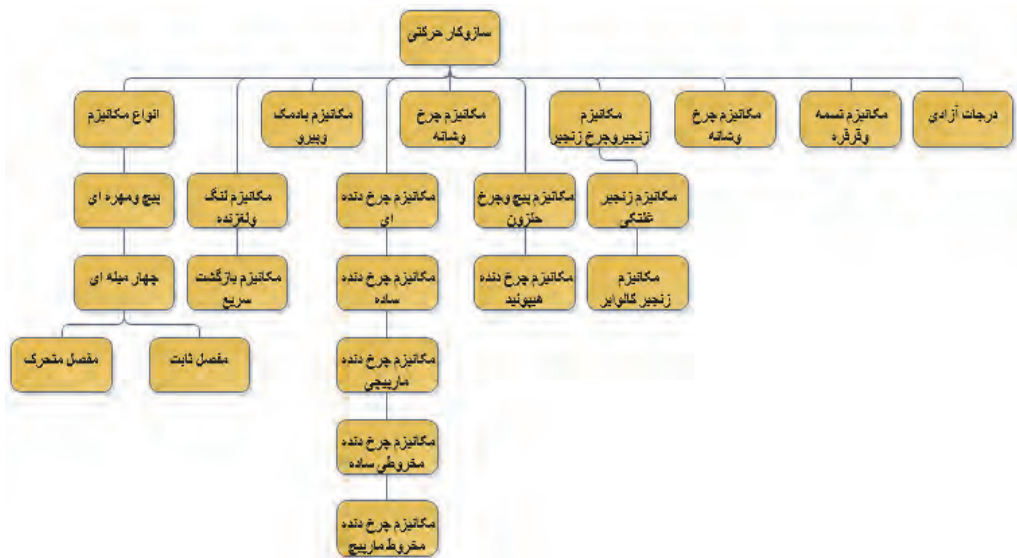 سازوکار حرکتی
درجات آزادی
مکانیزم تسمه
وقرقره
مکانیزم چرخ
وشانه
مکانیزم
زنجیروچرخ زنجیر
مکانیزم چرخ
وشانه
مکانیزم بادمک
وپیرو
انواع مکانیزم
مکانیزم زنجیر
غلتکی
مکانیزم پیچ وچرخ
حلزون
مکانیزم چرخ دنده
ای
مکانیزم لنگ
ولغزنده
پیچ ومهره ای
مکانیزم
زنجیر گالوایر
مکانیزم چرخ دنده
هیپوئید
مکانیزم چرخ دنده
ساده
مکانیزم بازگشت
سریع
چهار میله ای
مکانیزم چرخ دنده
مارپیچی
مفصل ثابت
مفصل متحرک
مکانیزم چرخ دنده
مخروطی ساده
مکانیزم چرخ دنده
مخروط مارپیچ